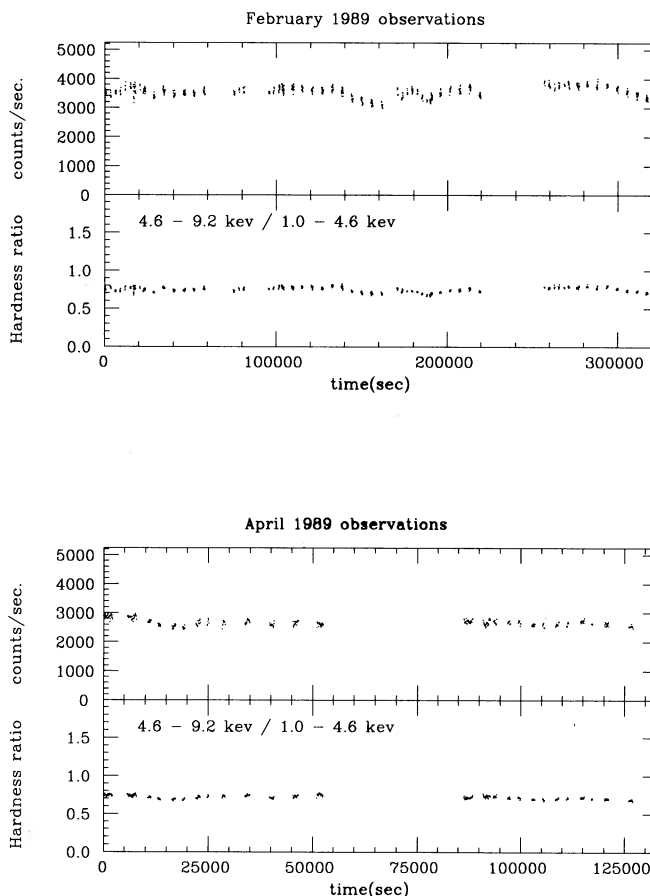 February 1989 observations
5000
4000
3000
2000
1000
0
counts/sec.
4.6 – 9.2 kev / 1.0 – 4.6 kev
1.5
1.0
0.5
0.0
Hardness ratio
0 100000 200000 300000
time(sec)
April 1989 observations
5000
4000
3000
2000
1000
0
counts/sec.
4.6 – 9.2 kev / 1.0 – 4.6 kev
1.5
1.0
0.5
0.0
Hardness ratio
0 25000 50000 75000 100000 125000
time(sec)